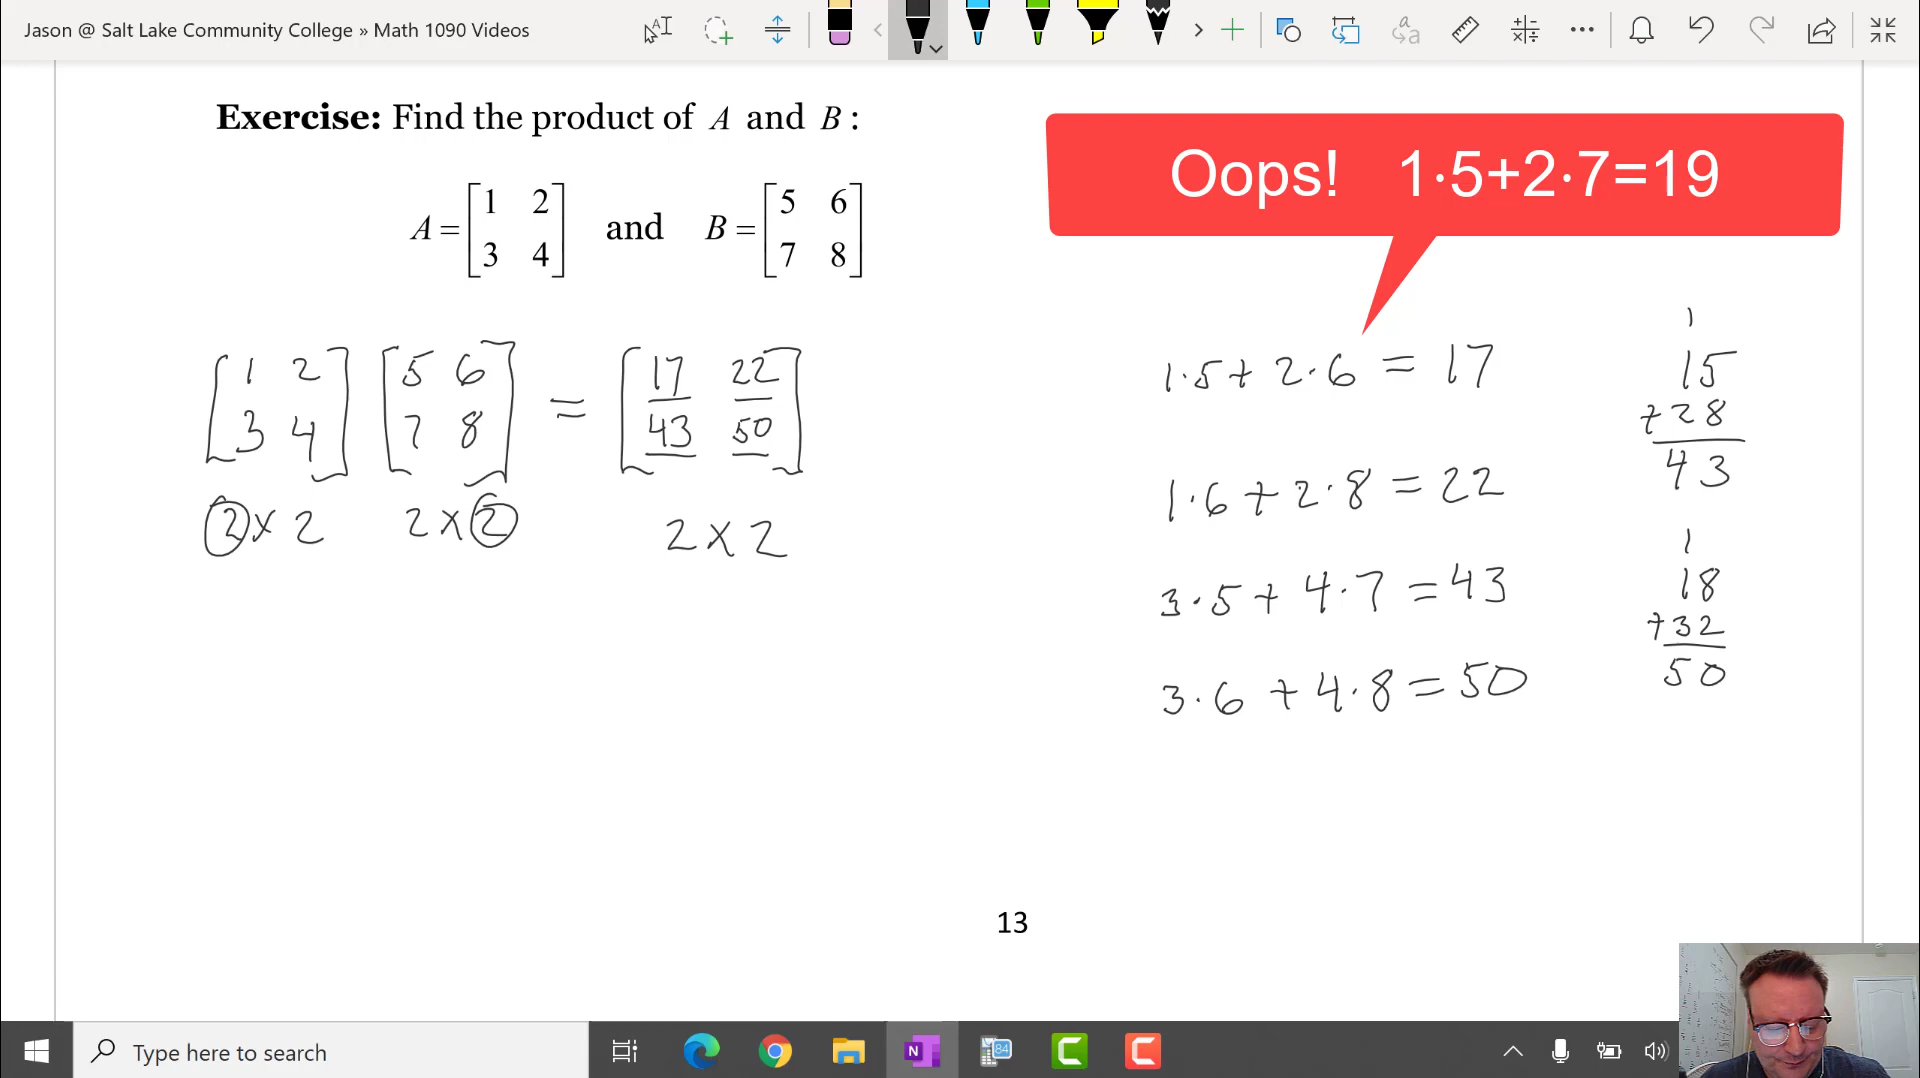 Jason @ Salt Lake Community College » Math 1090 Videos
Exercise: Find the product of A and B :
Oops! 1·5+2·7=19
A = [1 2
3 4] and B = [5 6
7 8]
[1 2
3 4] [5 6
7 8] = [17 22
43 50]
2 × 2 2 × 2 2 × 2
1·5 + 2·6 = 17
1·6 + 2·8 = 22
3·5 + 4·7 = 43
3·6 + 4·8 = 50
1
15
+28
43
1
18
+32
50
13
Type here to search
84